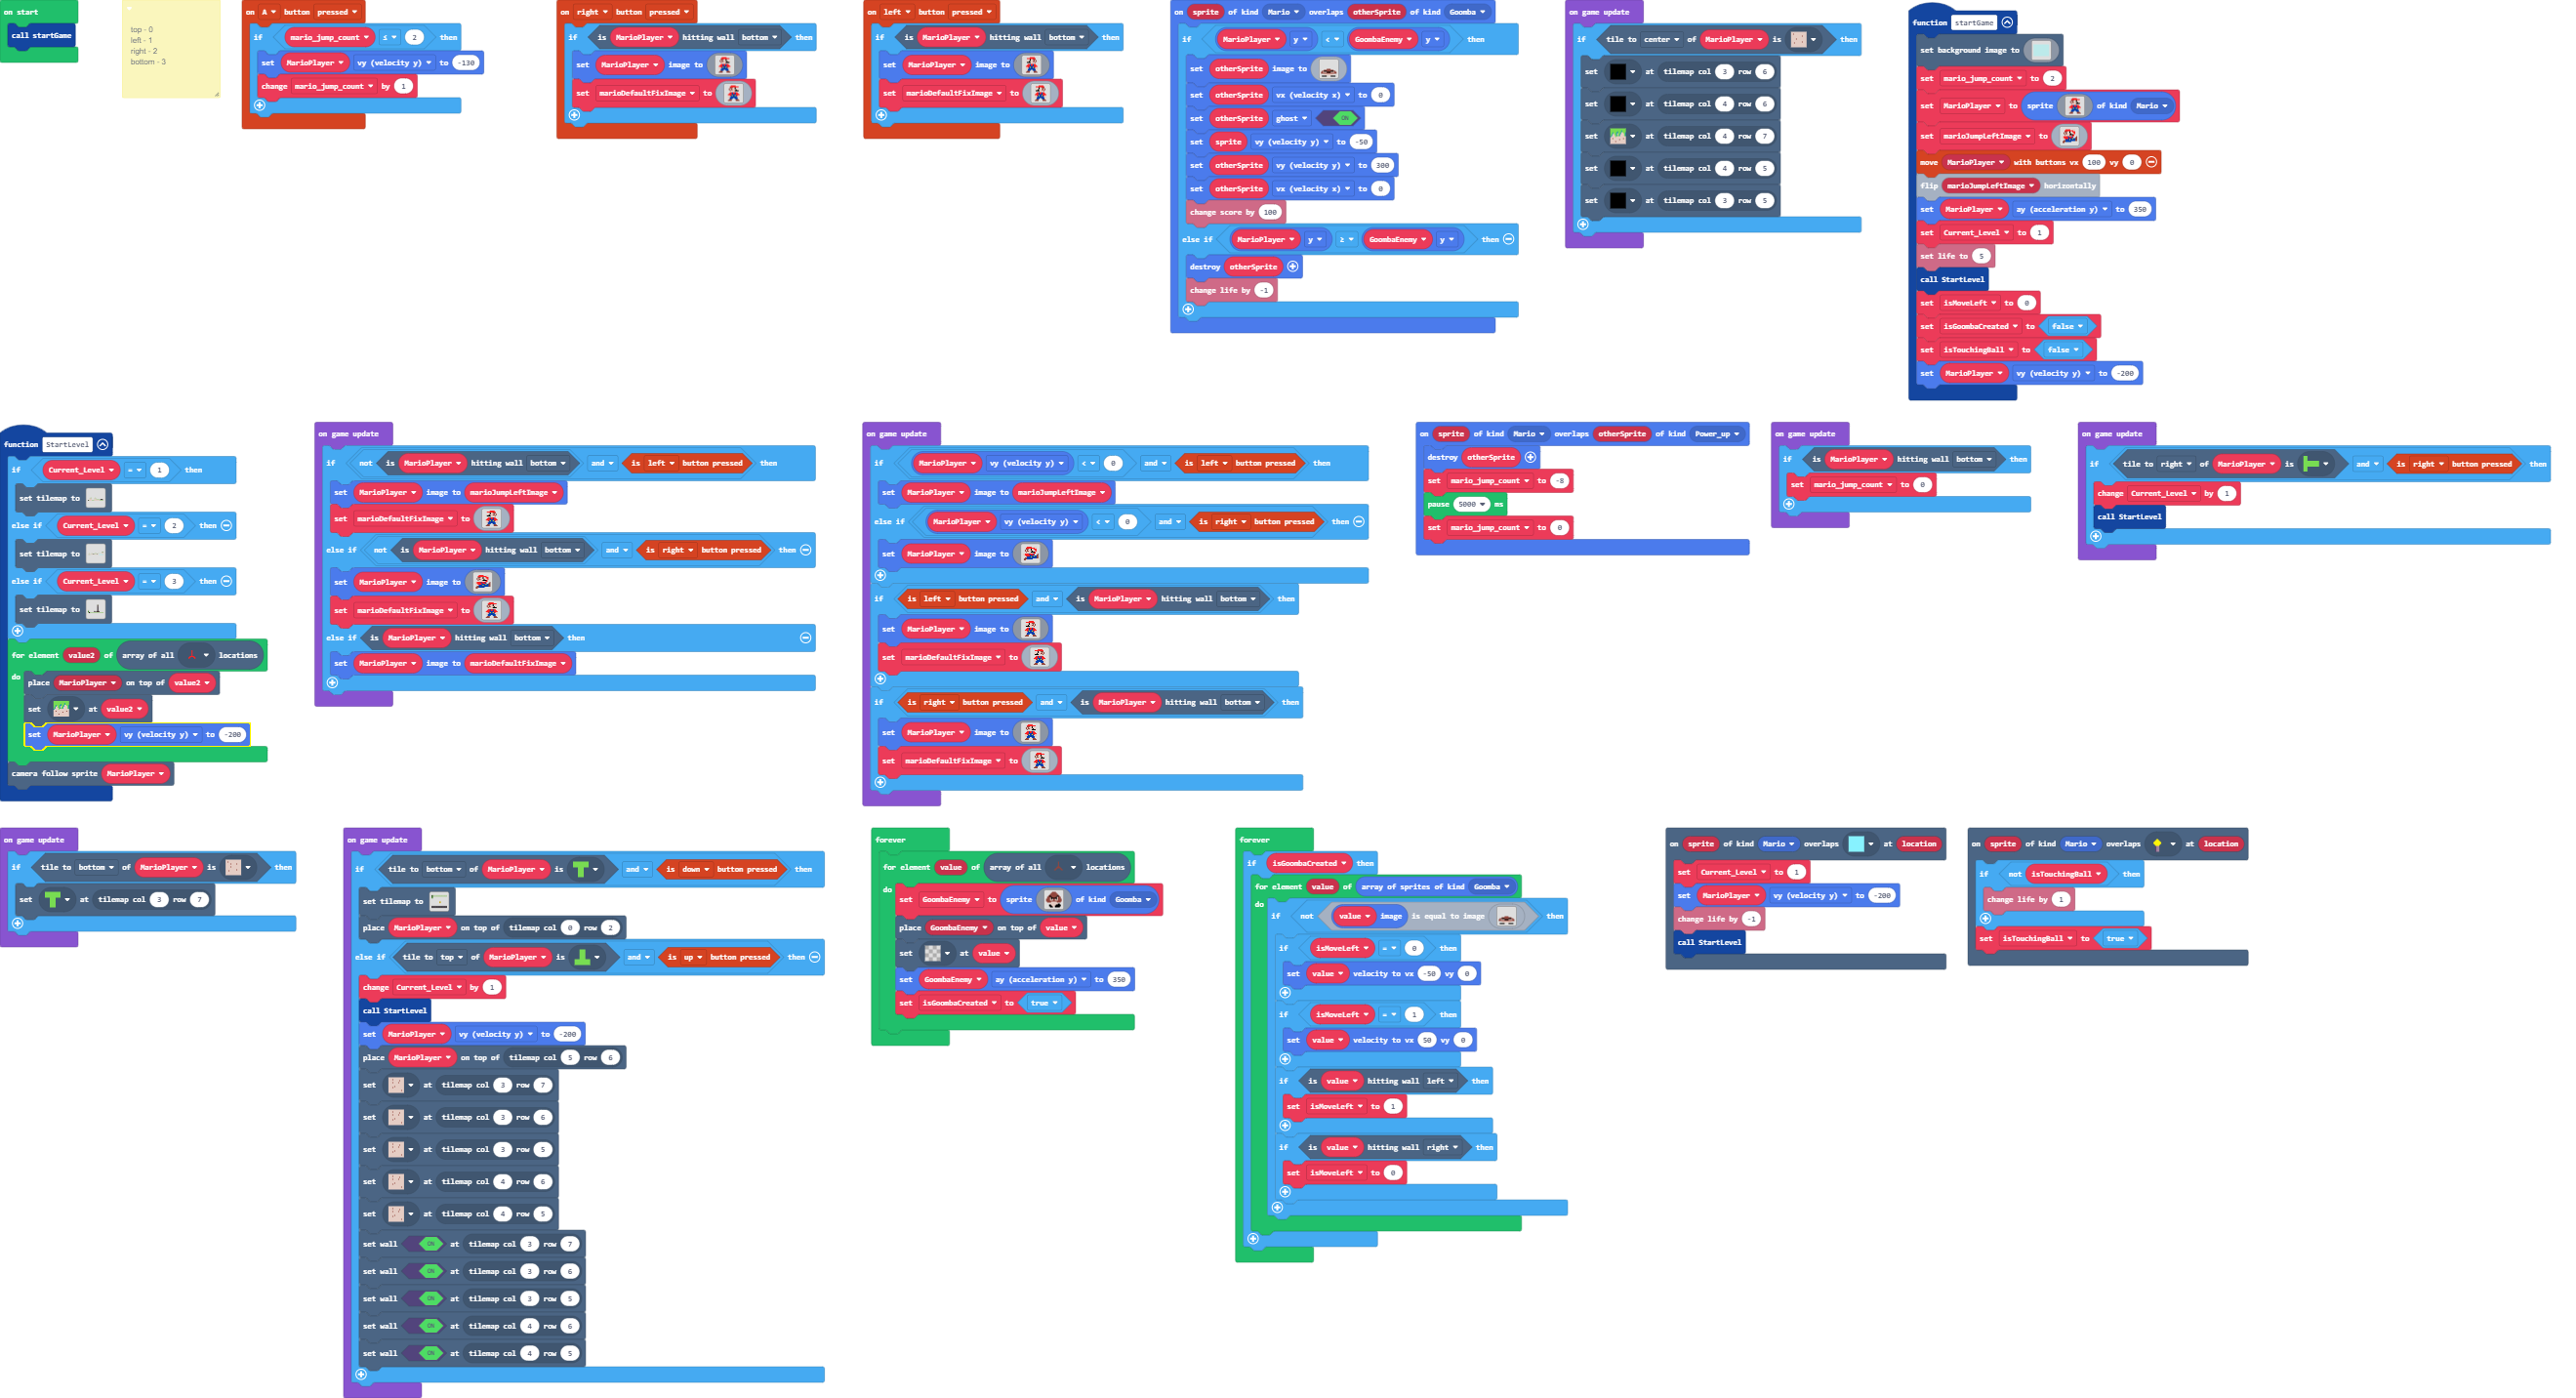 on start
call startGame
top - 0
left - 1
right - 2
bottom - 3
on A button pressed
if mario_jump_count ≤ 2 then
set MarioPlayer vy (velocity y) to -130
change mario_jump_count by 1
on right button pressed
if is MarioPlayer hitting wall bottom then
set MarioPlayer image to
set marioDefaultFixImage to
on left button pressed
if is MarioPlayer hitting wall bottom then
set MarioPlayer image to
set marioDefaultFixImage to
on sprite of kind Mario overlaps otherSprite of kind Goomba
if MarioPlayer y < GoombaEnemy y then
set otherSprite image to
set otherSprite vx (velocity x) to 0
set otherSprite ghost ON
set sprite vy (velocity y) to -50
set otherSprite vy (velocity y) to 300
set otherSprite vx (velocity x) to 0
change score by 100
else if MarioPlayer y ≥ GoombaEnemy y then
destroy otherSprite
change life by -1
on game update
if tile to center of MarioPlayer is then
set at tilemap col 3 row 6
set at tilemap col 4 row 6
set at tilemap col 4 row 7
set at tilemap col 4 row 5
set at tilemap col 3 row 5
function startGame
set background image to
set mario_jump_count to 2
set MarioPlayer to sprite of kind Mario
set marioJumpLeftImage to
move MarioPlayer with buttons vx 100 vy 0
flip marioJumpLeftImage horizontally
set MarioPlayer ay (acceleration y) to 350
set Current_Level to 1
set life to 5
call StartLevel
set isMoveLeft to 0
set isGoombaCreated to false
set isTouchingBall to false
set MarioPlayer vy (velocity y) to -200
function StartLevel
if Current_Level = 1 then
set tilemap to
else if Current_Level = 2 then
set tilemap to
else if Current_Level = 3 then
set tilemap to
for element value2 of array of all locations
do place MarioPlayer on top of value2
set at value2
set MarioPlayer vy (velocity y) to -200
camera follow sprite MarioPlayer
on game update
if not is MarioPlayer hitting wall bottom and is left button pressed then
set MarioPlayer image to marioJumpLeftImage
set marioDefaultFixImage to
else if not is MarioPlayer hitting wall bottom and is right button pressed then
set MarioPlayer image to
set marioDefaultFixImage to
else if is MarioPlayer hitting wall bottom then
set MarioPlayer image to marioDefaultFixImage
on game update
if MarioPlayer vy (velocity y) < 0 and is left button pressed then
set MarioPlayer image to marioJumpLeftImage
else if MarioPlayer vy (velocity y) < 0 and is right button pressed then
set MarioPlayer image to
if is left button pressed and is MarioPlayer hitting wall bottom then
set MarioPlayer image to
set marioDefaultFixImage to
if is right button pressed and is MarioPlayer hitting wall bottom then
set MarioPlayer image to
set marioDefaultFixImage to
on sprite of kind Mario overlaps otherSprite of kind Power_up
destroy otherSprite
set mario_jump_count to -8
pause 5000 ms
set mario_jump_count to 0
on game update
if is MarioPlayer hitting wall bottom then
set mario_jump_count to 0
on game update
if tile to right of MarioPlayer is and is right button pressed then
change Current_Level by 1
call StartLevel
on game update
if tile to bottom of MarioPlayer is then
set at tilemap col 3 row 7
on game update
if tile to bottom of MarioPlayer is and is down button pressed then
set tilemap to
place MarioPlayer on top of tilemap col 0 row 2
else if tile to top of MarioPlayer is and is up button pressed then
change Current_Level by 1
call StartLevel
set MarioPlayer vy (velocity y) to -200
place MarioPlayer on top of tilemap col 5 row 6
set at tilemap col 3 row 7
set at tilemap col 3 row 6
set at tilemap col 3 row 5
set at tilemap col 4 row 6
set at tilemap col 4 row 5
set wall ON at tilemap col 3 row 7
set wall ON at tilemap col 3 row 6
set wall ON at tilemap col 3 row 5
set wall ON at tilemap col 4 row 6
set wall ON at tilemap col 4 row 5
forever
for element value of array of all locations
do set GoombaEnemy to sprite of kind Goomba
place GoombaEnemy on top of value
set at value
set GoombaEnemy ay (acceleration y) to 350
set isGoombaCreated to true
forever
if isGoombaCreated then
for element value of array of sprites of kind Goomba
do if not value image is equal to image then
if isMoveLeft = 0 then
set value velocity to vx -50 vy 0
if isMoveLeft = 1 then
set value velocity to vx 50 vy 0
if is value hitting wall left then
set isMoveLeft to 1
if is value hitting wall right then
set isMoveLeft to 0
on sprite of kind Mario overlaps at location
set Current_Level to 1
set MarioPlayer vy (velocity y) to -200
change life by -1
call StartLevel
on sprite of kind Mario overlaps at location
if not isTouchingBall then
change life by 1
set isTouchingBall to true